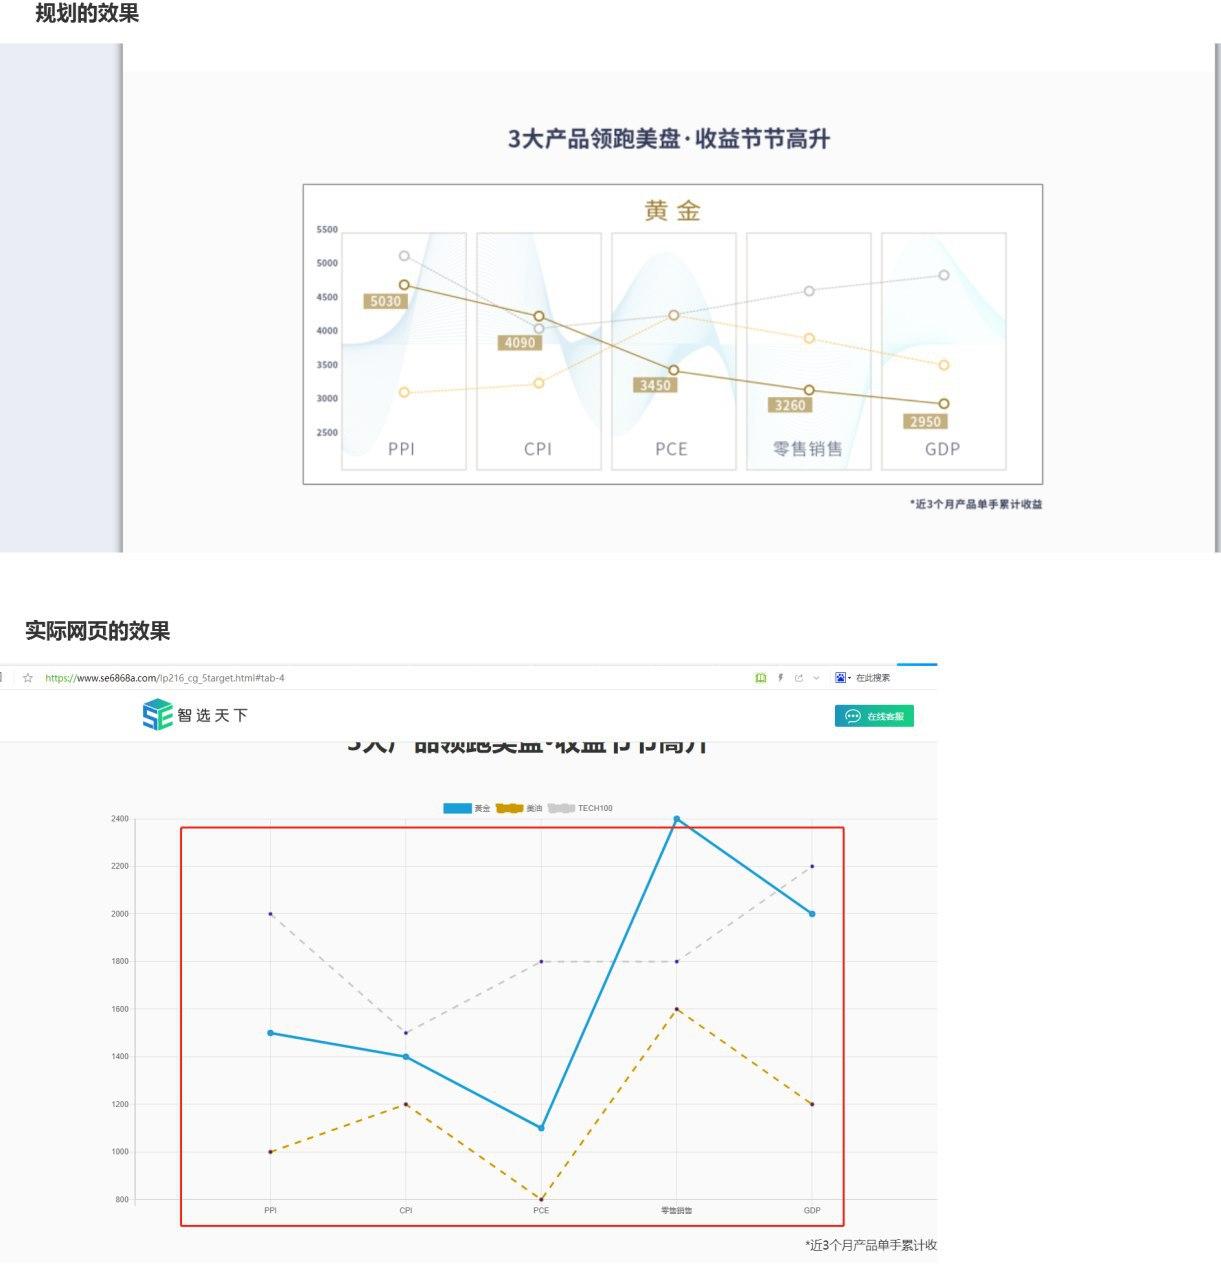 规划的效果
3大产品领跑美盘·收益节节高升
黄金
5500
5000
4500
4000
3500
3000
2500
5030
4090
3450
3260
2950
PPI
CPI
PCE
零售销售
GDP
*近3个月产品单手累计收益
实际网页的效果
https://www.se6868a.com/lp216_cg_5target.html#tab-4
在此搜索
智选天下
在线客服
3大产品领跑美盘·收益节节高升
黄金 美油 TECH100
2400
2200
2000
1800
1600
1400
1200
1000
800
PPI
CPI
PCE
零售销售
GDP
*近3个月产品单手累计收